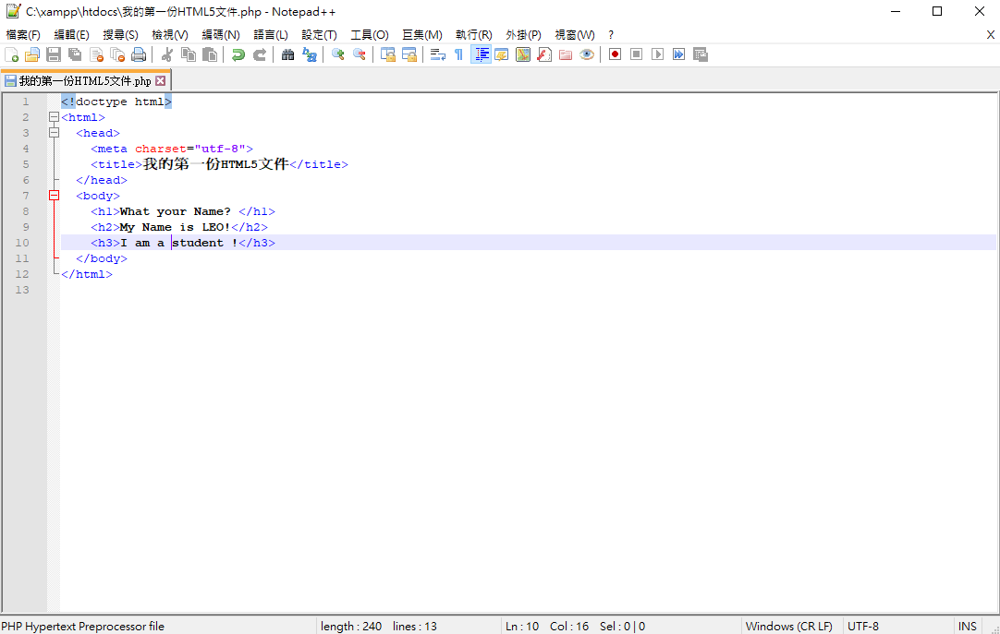 C:\xampp\htdocs\我的第一份HTML5文件.php - Notepad++
檔案(F) 編輯(E) 搜尋(S) 檢視(V) 編碼(N) 語言(L) 設定(T) 工具(O) 巨集(M) 執行(R) 外掛(P) 視窗(W) ? X
我的第一份HTML5文件.php
1 <!doctype html>
2 <html>
3 <head>
4 <meta charset="utf-8">
5 <title>我的第一份HTML5文件</title>
6 </head>
7 <body>
8 <h1>What your Name? </h1>
9 <h2>My Name is LEO!</h2>
10 <h3>I am a student !</h3>
11 </body>
12 </html>
13
PHP Hypertext Preprocessor file length : 240 lines : 13 Ln : 10 Col : 16 Sel : 0 | 0 Windows (CR LF) UTF-8 INS